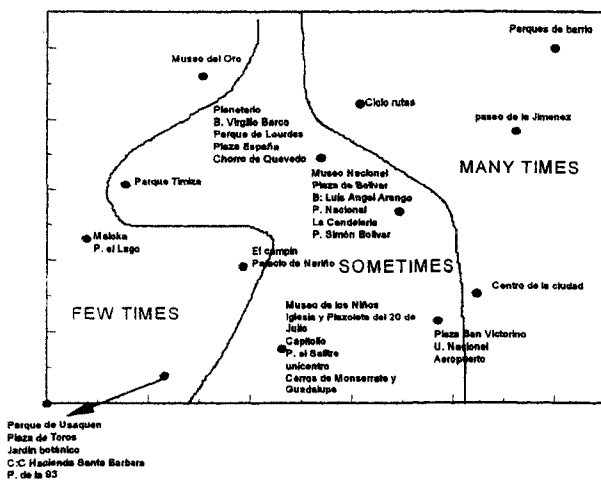 Parques de barrio
Museo del Oro
Ciclo rutas
Planetario
B. Virgilio Barco
Parque de Lourdes
Plaza España
Chorro de Quevedo
paseo de la Jimenez
MANY TIMES
Museo Nacional
Plaza de Bolivar
B: Luis Angel Arango
P. Nacional
La Candelaria
P. Simón Bolivar
Parque Timiza
Maloka
P. el Lago
El campin
Palacio de Nariño
SOMETIMES
Centro de la ciudad
FEW TIMES
Museo de los Niños
Iglesia y Plazoleta del 20 de
Julio
Capitolio
P. el Salitre
unicentro
Cerros de Monserrate y
Guadalupe
Plaza San Victorino
U. Nacional
Aeropuerto
Parque de Usaquen
Plaza de Toros
Jardin botánico
C:C Hacienda Santa Barbara
P. de la 93